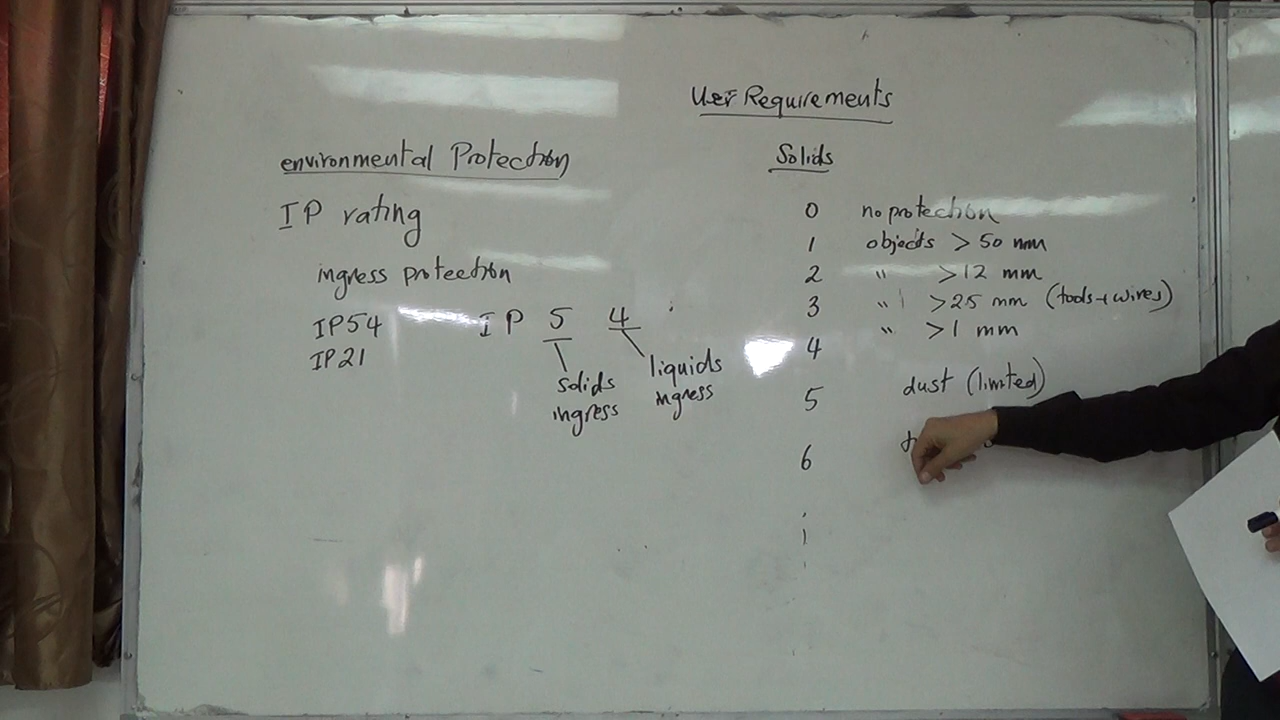 User Requirements
environmental Protection
IP rating
ingress protection
IP54
IP21
IP 5 4
solids
ingress
liquids
ingress
Solids
0 no protection
1 objects > 50 mm
2 " >12 mm
3 " >25 mm (tools+wires)
4 " >1 mm
5 dust (limited)
6